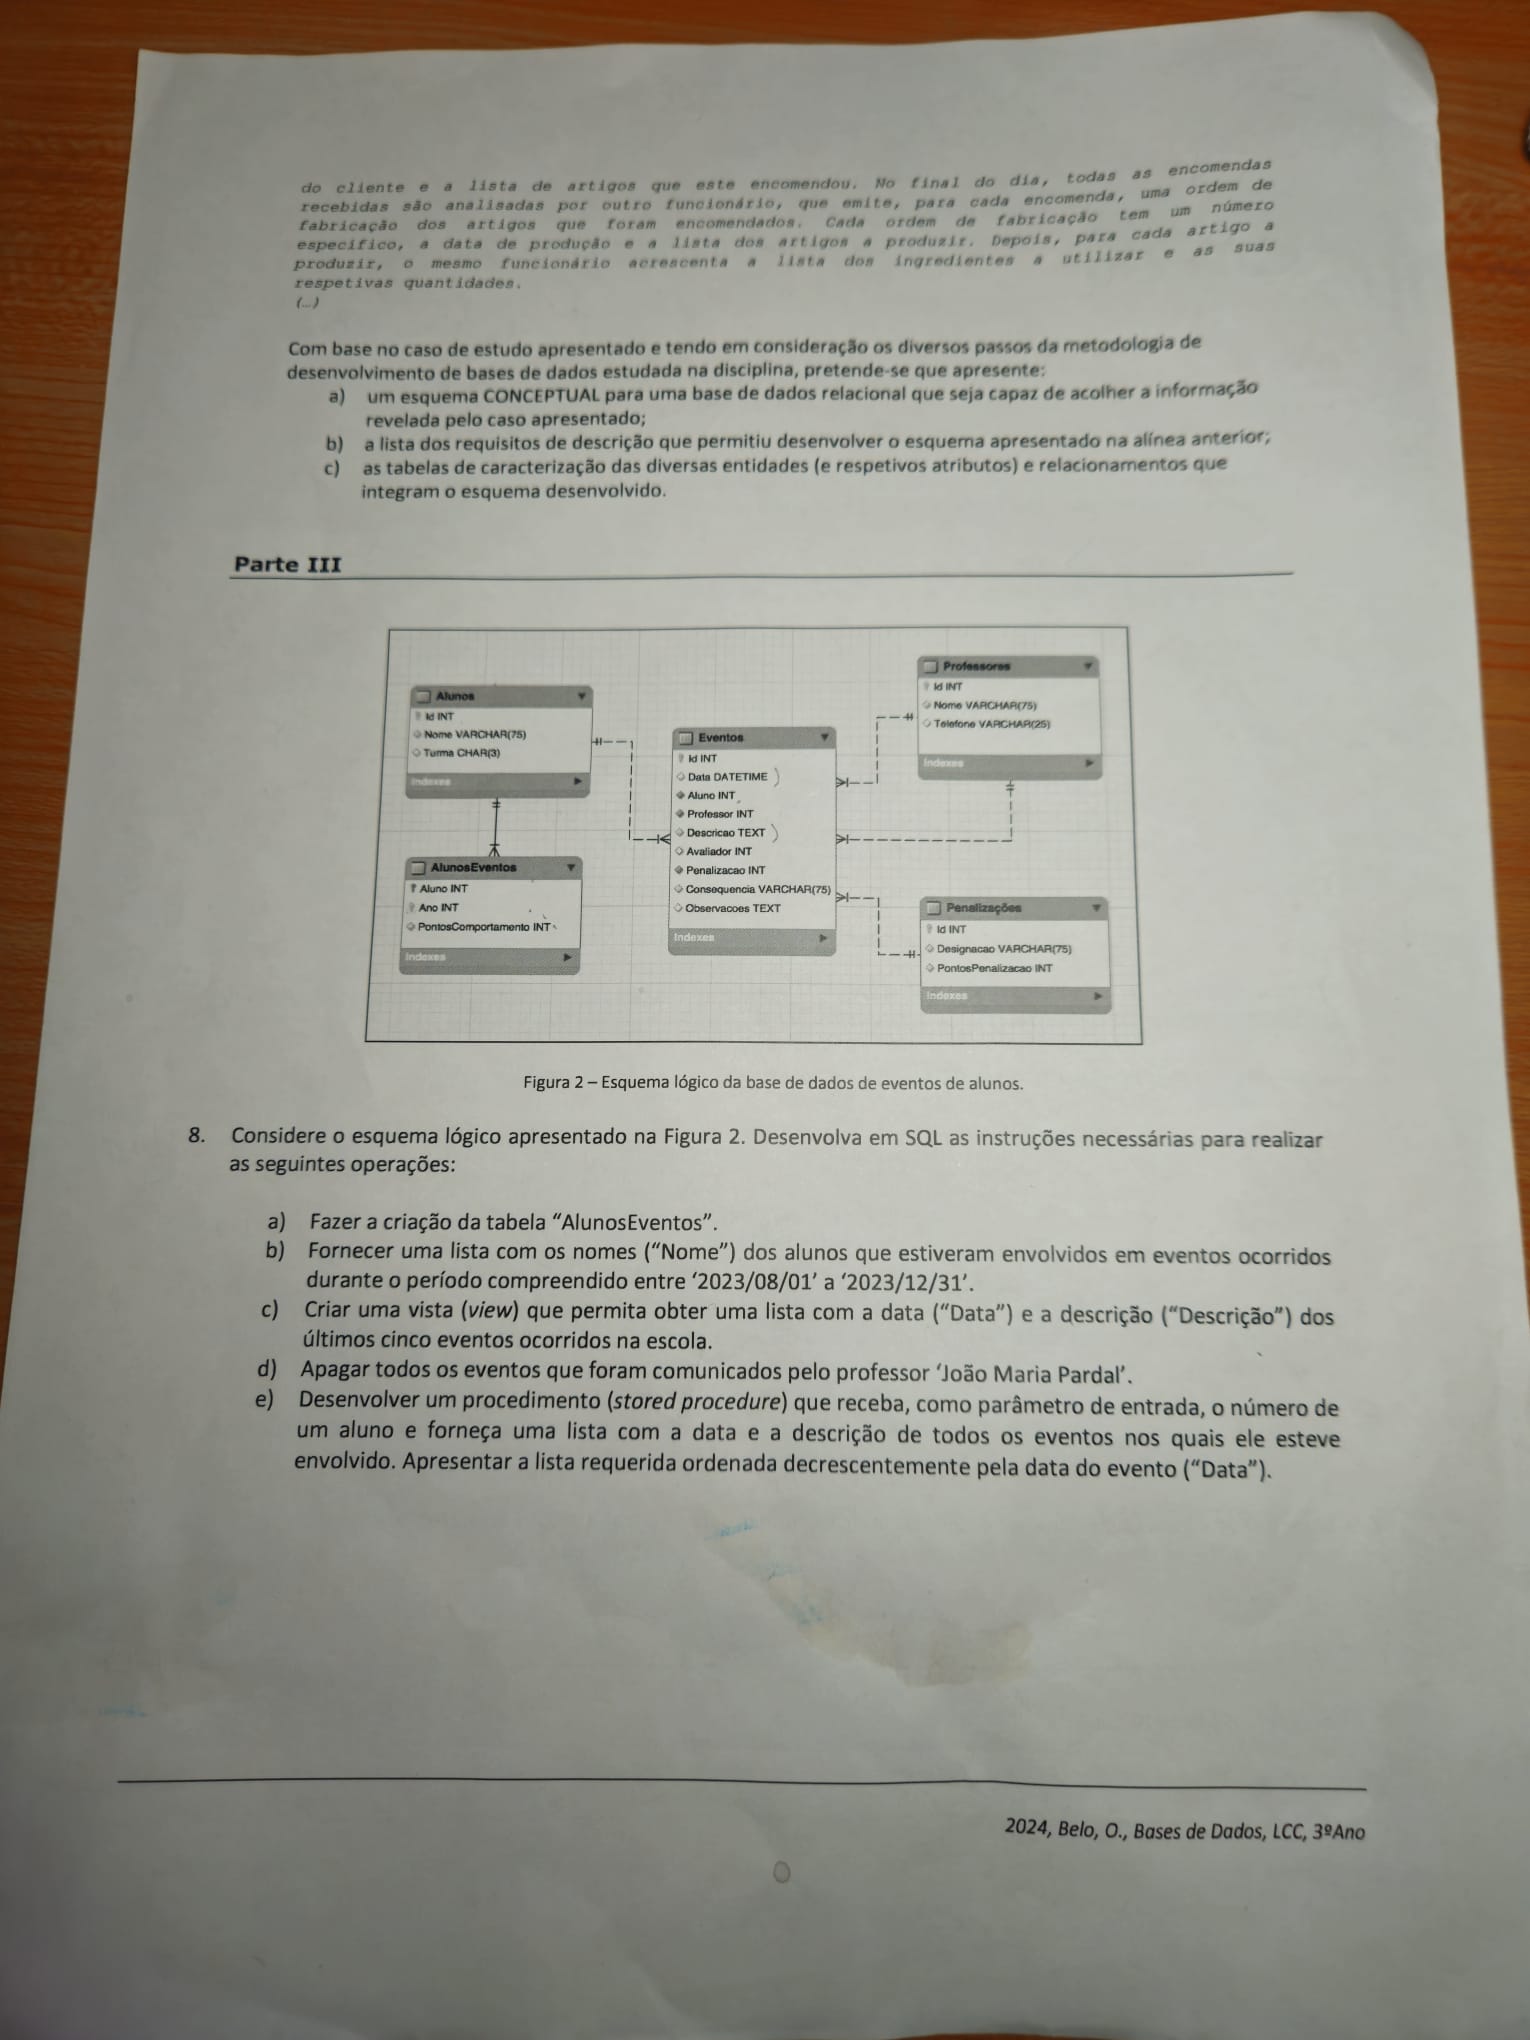 do cliente e a lista de artigos que este encomendou. No final do dia, todas as encomendas
recebidas são analisadas por outro funcionário, que emite, para cada encomenda, uma ordem de
fabricação dos artigos que foram encomendados. Cada ordem de fabricação tem um número
específico, a data de produção e a lista dos artigos a produzir. Depois, para cada artigo a
produzir, o mesmo funcionário acrescenta a lista dos ingredientes a utilizar e as suas
respetivas quantidades.
(…)
Com base no caso de estudo apresentado e tendo em consideração os diversos passos da metodologia de
desenvolvimento de bases de dados estudada na disciplina, pretende-se que apresente:
a) um esquema CONCEPTUAL para uma base de dados relacional que seja capaz de acolher a informação
revelada pelo caso apresentado;
b) a lista dos requisitos de descrição que permitiu desenvolver o esquema apresentado na alínea anterior;
c) as tabelas de caracterização das diversas entidades (e respetivos atributos) e relacionamentos que
integram o esquema desenvolvido.
Parte III
Alunos
Id INT
Nome VARCHAR(75)
Turma CHAR(3)
Indexes
AlunosEventos
Aluno INT
Ano INT
PontosComportamento INT
Indexes
Eventos
Id INT
Data DATETIME
Aluno INT
Professor INT
Descricao TEXT
Avaliador INT
Penalizacao INT
Consequencia VARCHAR(75)
Observacoes TEXT
Indexes
Professores
Id INT
Nome VARCHAR(75)
Telefone VARCHAR(25)
Indexes
Penalizações
Id INT
Designacao VARCHAR(75)
PontosPenalizacao INT
Indexes
Figura 2 – Esquema lógico da base de dados de eventos de alunos.
8. Considere o esquema lógico apresentado na Figura 2. Desenvolva em SQL as instruções necessárias para realizar
as seguintes operações:
a) Fazer a criação da tabela “AlunosEventos”.
b) Fornecer uma lista com os nomes (“Nome”) dos alunos que estiveram envolvidos em eventos ocorridos
durante o período compreendido entre ‘2023/08/01’ a ‘2023/12/31’.
c) Criar uma vista (view) que permita obter uma lista com a data (“Data”) e a descrição (“Descrição”) dos
últimos cinco eventos ocorridos na escola.
d) Apagar todos os eventos que foram comunicados pelo professor ‘João Maria Pardal’.
e) Desenvolver um procedimento (stored procedure) que receba, como parâmetro de entrada, o número de
um aluno e forneça uma lista com a data e a descrição de todos os eventos nos quais ele esteve
envolvido. Apresentar a lista requerida ordenada decrescentemente pela data do evento (“Data”).
2024, Belo, O., Bases de Dados, LCC, 3ºAno